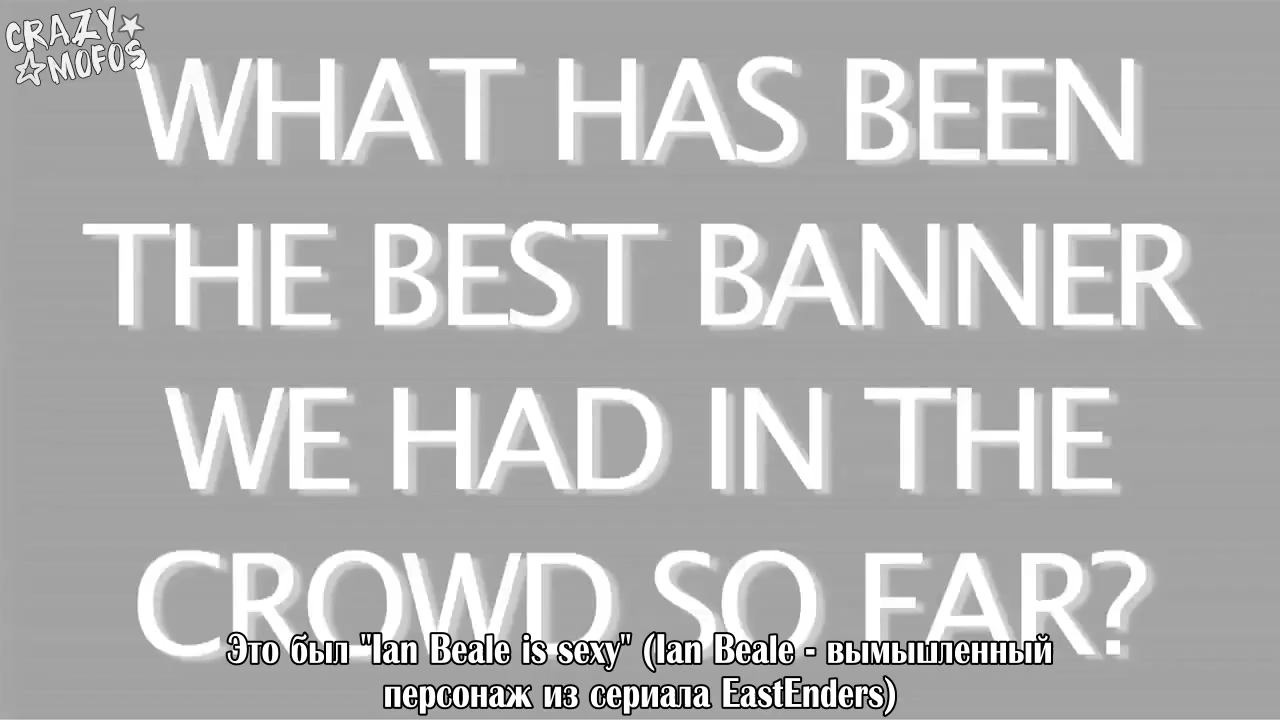 CRAZY
MOFOS
WHAT HAS BEEN
THE BEST BANNER
WE HAD IN THE
CROWD SO FAR?
Это был "Ian Beale is sexy" (Ian Beale - вымышленный
персонаж из сериала EastEnders)